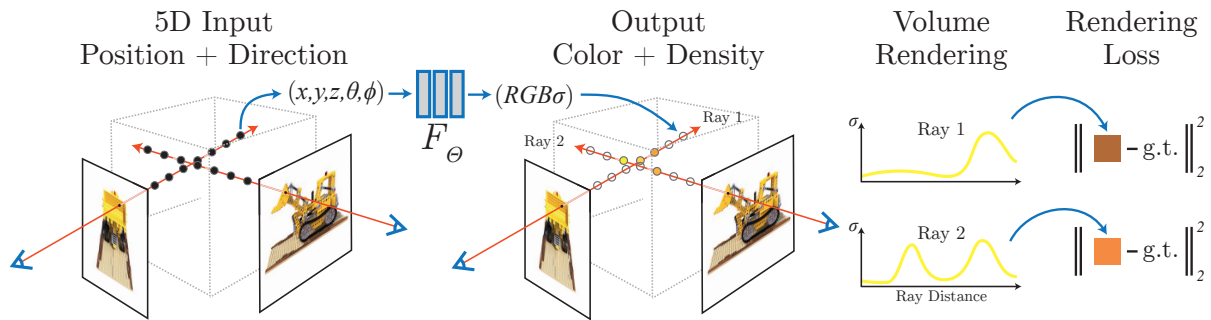 5D Input
Position + Direction
Output
Color + Density
Volume
Rendering
Rendering
Loss
(x,y,z,θ,ϕ)
F_Θ
(RGBσ)
Ray 1
Ray 2
σ
Ray 1
|| - g.t. ||²₂
σ
Ray 2
Ray Distance
|| - g.t. ||²₂